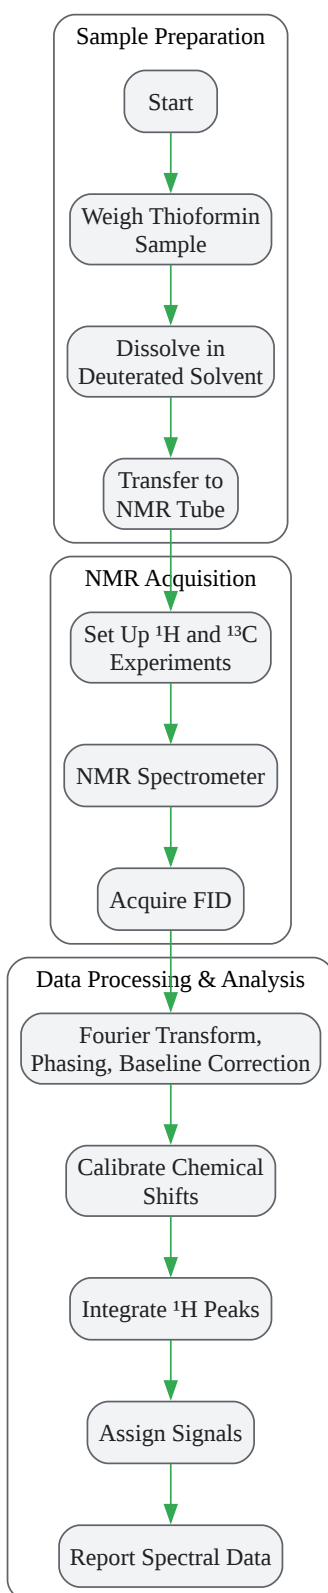 Sample Preparation
Start
Weigh Thioformin
Sample
Dissolve in
Deuterated Solvent
Transfer to
NMR Tube
NMR Acquisition
Set Up ¹H and ¹³C
Experiments
NMR Spectrometer
Acquire FID
Data Processing & Analysis
Fourier Transform,
Phasing, Baseline Correction
Calibrate Chemical
Shifts
Integrate ¹H Peaks
Assign Signals
Report Spectral Data